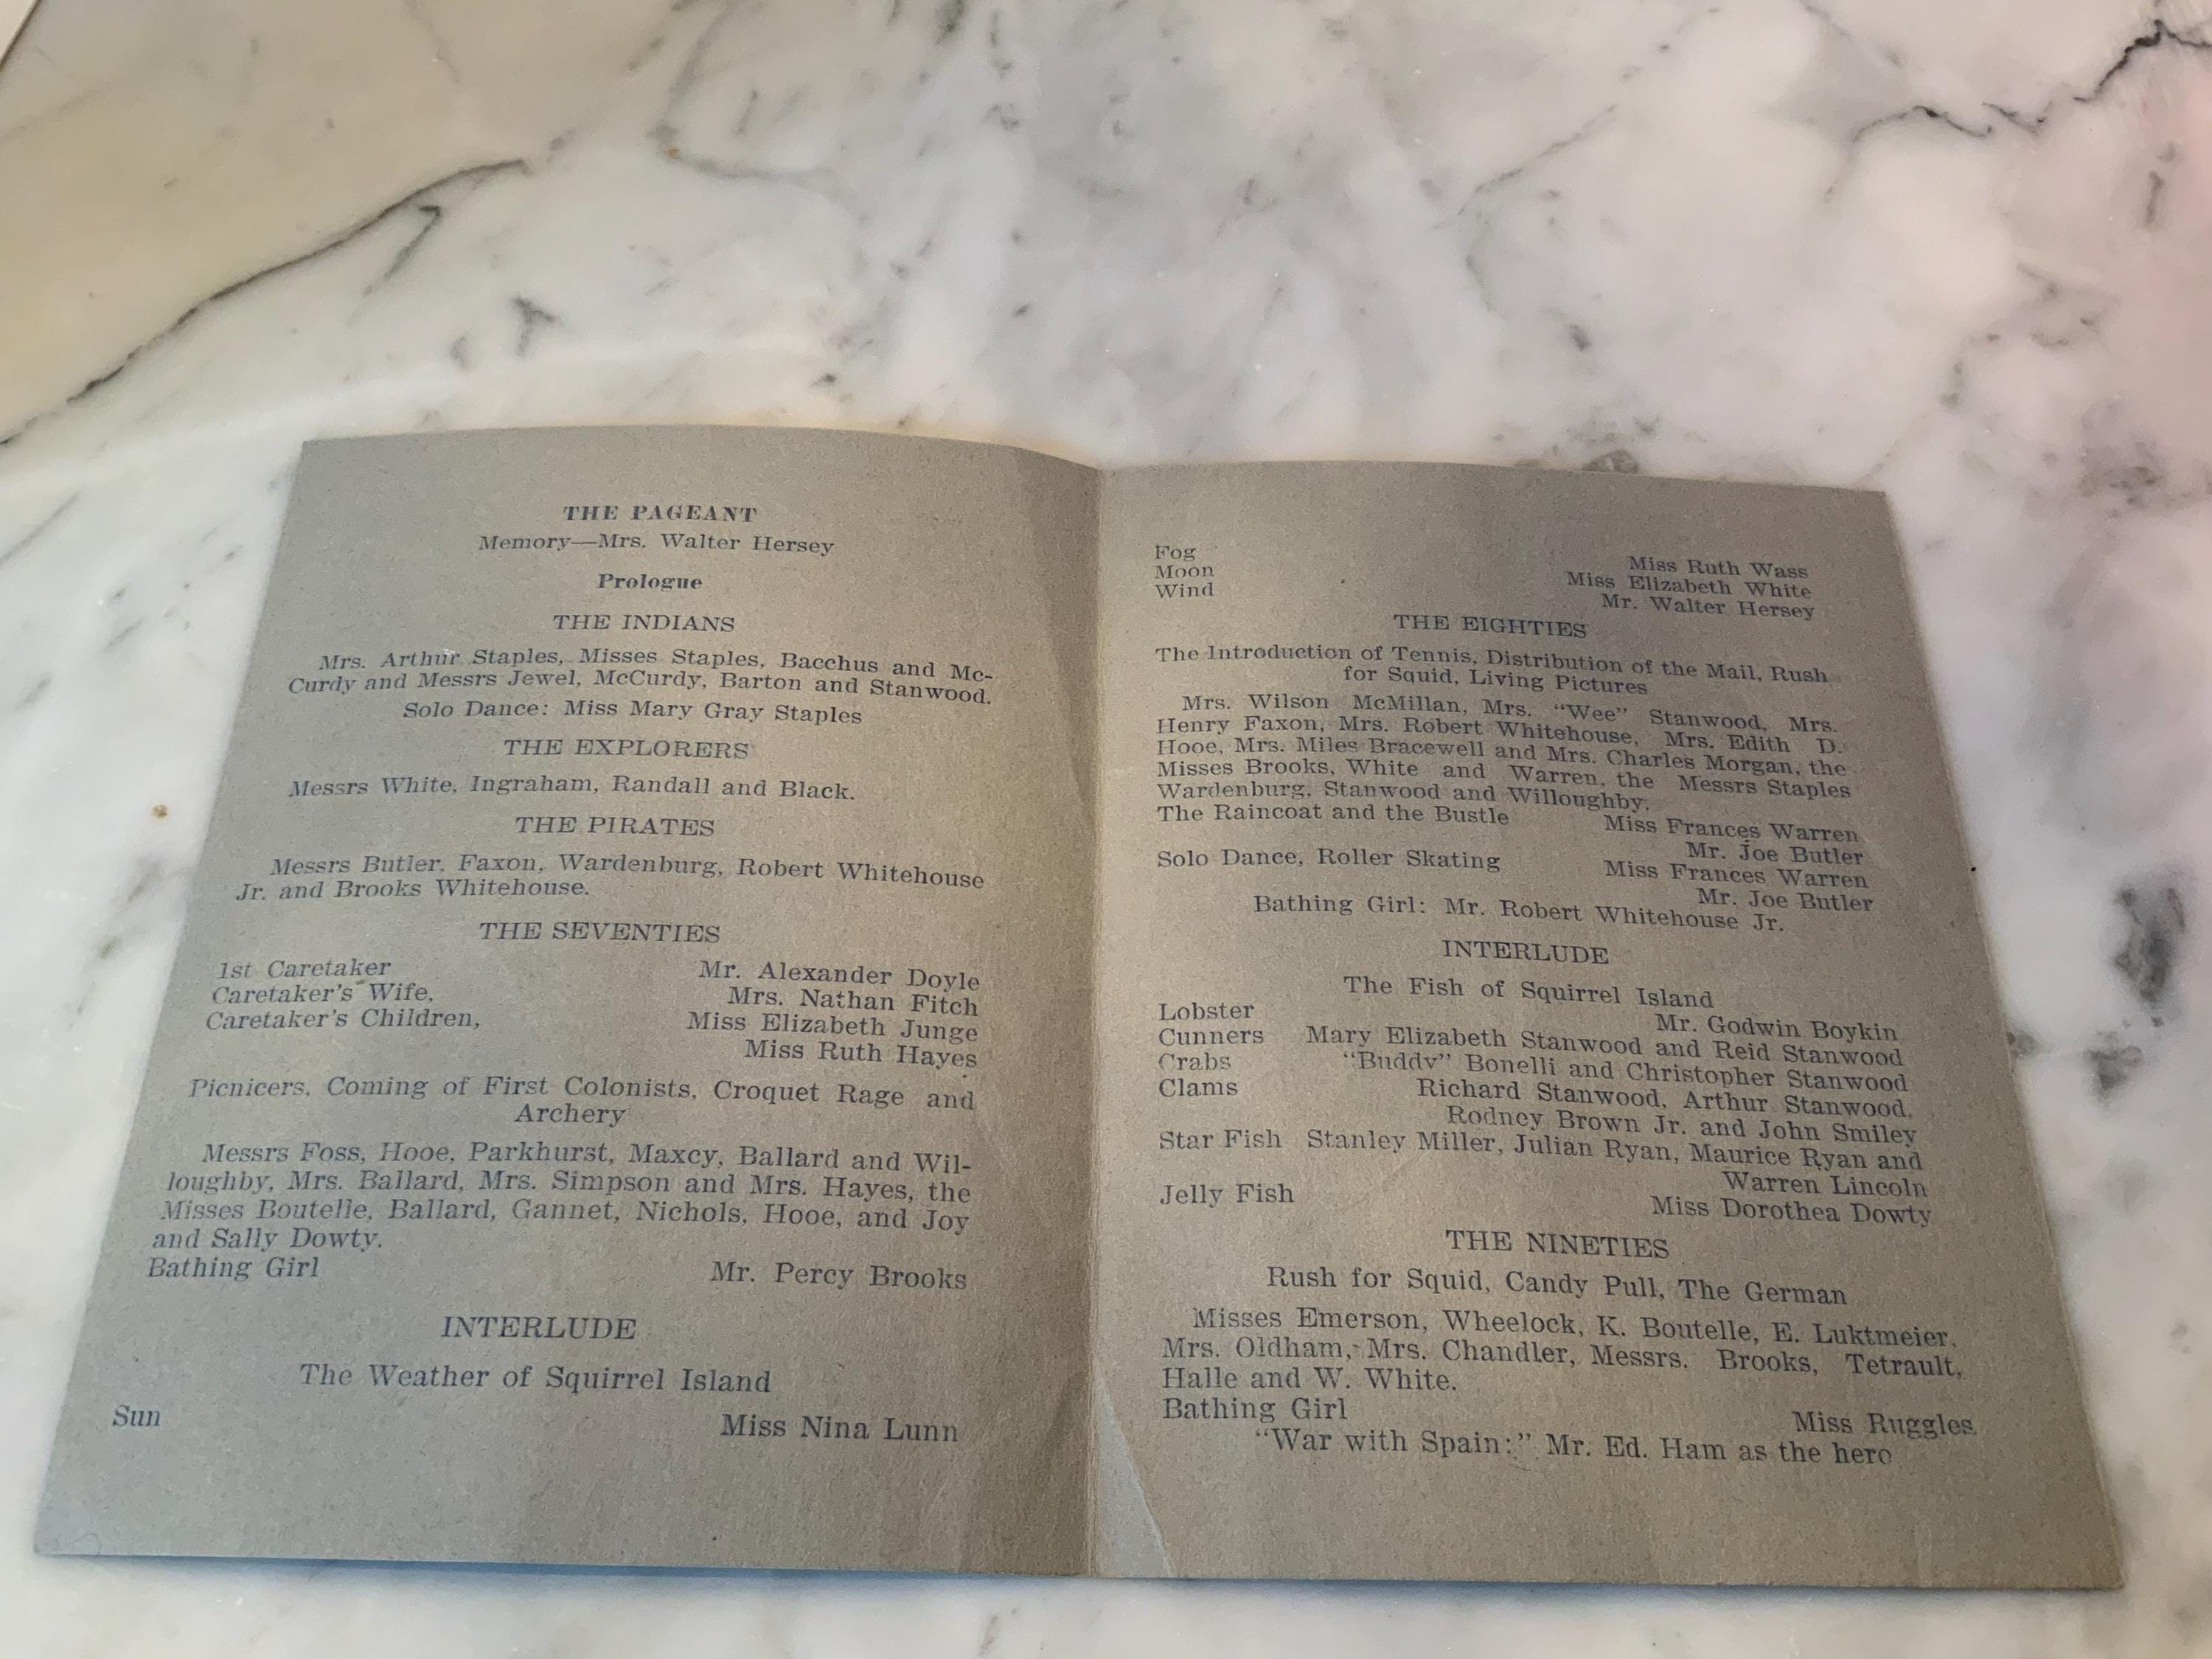 THE PAGEANT
Memory—Mrs. Walter Hersey
Prologue
THE INDIANS
Mrs. Arthur Staples, Misses Staples, Bacchus and Mc-
Curdy and Messrs Jewel, McCurdy, Barton and Stanwood.
Solo Dance: Miss Mary Gray Staples
THE EXPLORERS
Messrs White, Ingraham, Randall and Black.
THE PIRATES
Messrs Butler, Faxon, Wardenburg, Robert Whitehouse
Jr. and Brooks Whitehouse.
THE SEVENTIES
1st Caretaker Mr. Alexander Doyle
Caretaker's Wife, Mrs. Nathan Fitch
Caretaker's Children, Miss Elizabeth Junge
Miss Ruth Hayes
Picnicers, Coming of First Colonists, Croquet Rage and
Archery
Messrs Foss, Hooe, Parkhurst, Maxcy, Ballard and Wil-
loughby, Mrs. Ballard, Mrs. Simpson and Mrs. Hayes, the
Misses Boutelle, Ballard, Gannet, Nichols, Hooe, and Joy
and Sally Dowty.
Bathing Girl Mr. Percy Brooks
INTERLUDE
The Weather of Squirrel Island
Sun Miss Nina Lunn
Fog Miss Ruth Wass
Moon Miss Elizabeth White
Wind Mr. Walter Hersey
THE EIGHTIES
The Introduction of Tennis, Distribution of the Mail, Rush
for Squid, Living Pictures
Mrs. Wilson McMillan, Mrs. "Wee" Stanwood, Mrs.
Henry Faxon, Mrs. Robert Whitehouse, Mrs. Edith D.
Hooe, Mrs. Miles Bracewell and Mrs. Charles Morgan, the
Misses Brooks, White and Warren, the Messrs Staples
Wardenburg, Stanwood and Willoughby.
The Raincoat and the Bustle Miss Frances Warren
Mr. Joe Butler
Solo Dance, Roller Skating Miss Frances Warren
Mr. Joe Butler
Bathing Girl: Mr. Robert Whitehouse Jr.
INTERLUDE
The Fish of Squirrel Island
Lobster Mr. Godwin Boykin
Cunners Mary Elizabeth Stanwood and Reid Stanwood
Crabs "Buddy" Bonelli and Christopher Stanwood
Clams Richard Stanwood, Arthur Stanwood,
Rodney Brown Jr. and John Smiley
Star Fish Stanley Miller, Julian Ryan, Maurice Ryan and
Warren Lincoln
Jelly Fish Miss Dorothea Dowty
THE NINETIES
Rush for Squid, Candy Pull, The German
Misses Emerson, Wheelock, K. Boutelle, E. Luktmeier,
Mrs. Oldham, Mrs. Chandler, Messrs. Brooks, Tetrault,
Halle and W. White.
Bathing Girl Miss Ruggles
"War with Spain:" Mr. Ed. Ham as the hero